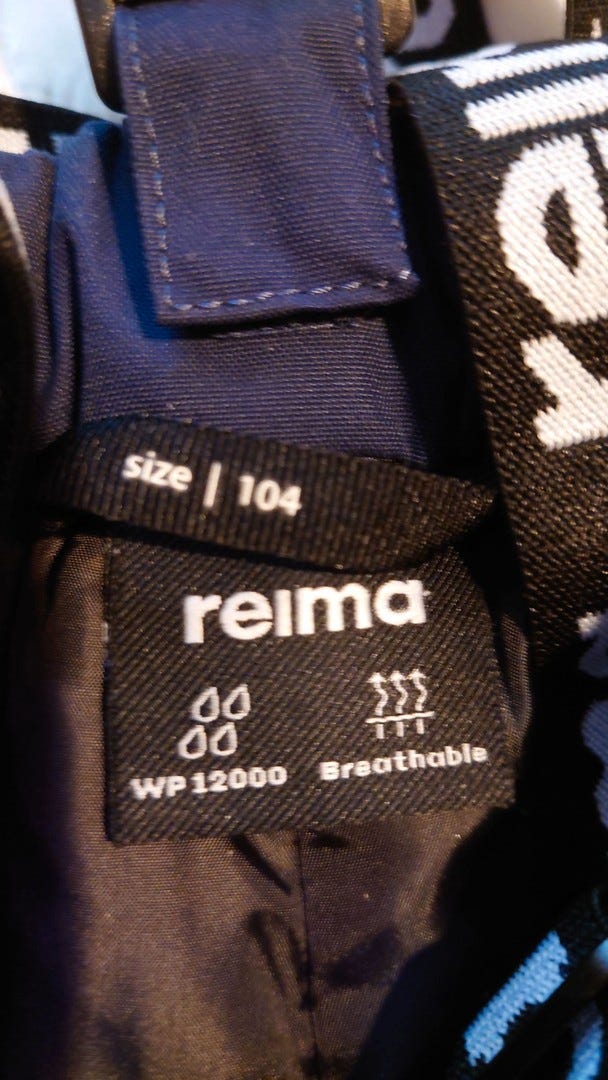 size | 104
reima
WP 12000
Breathable